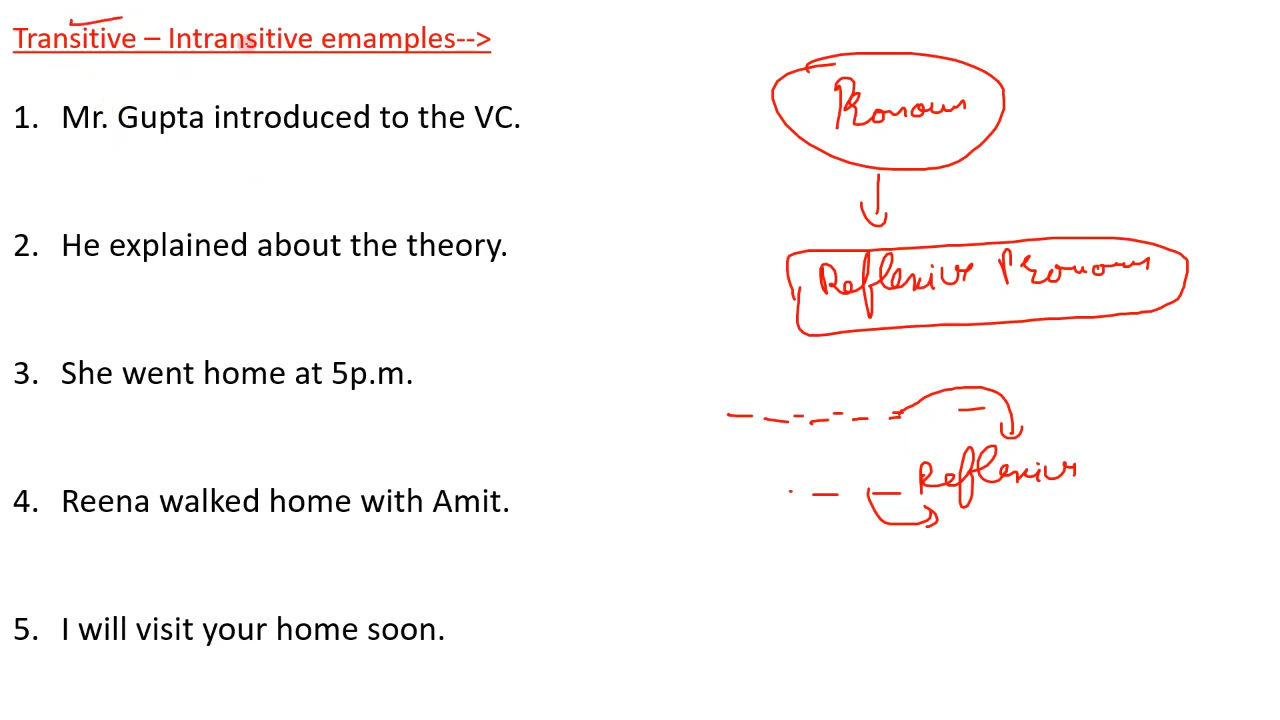 Transitive – Intransitive emamples-->
1. Mr. Gupta introduced to the VC.
2. He explained about the theory.
3. She went home at 5p.m.
4. Reena walked home with Amit.
5. I will visit your home soon.
Pronoun
Reflexive Pronoun
Reflexive